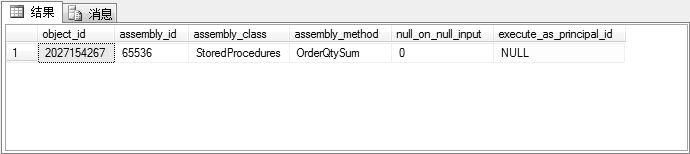 结果 消息
object_id assembly_id assembly_class assembly_method null_on_null_input execute_as_principal_id
1 2027154267 65536 StoredProcedures OrderQtySum 0 NULL